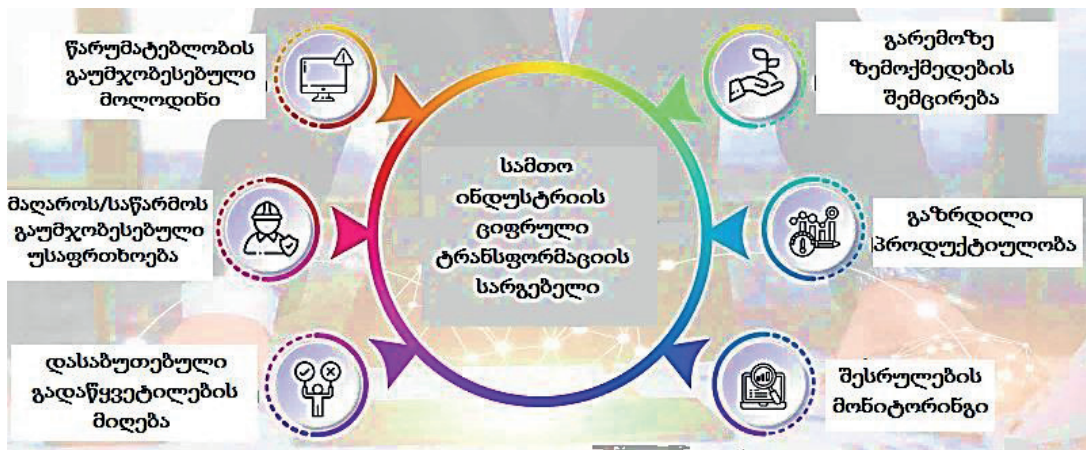 წარუმატებლობის
გაუმჯობესებული
მოლოდინი
მაღაროს/საწარმოს
გაუმჯობესებული
უსაფრთხოება
დასაბუთებული
გადაწყვეტილების
მიღება
სამთო
ინდუსტრიის
ციფრული
ტრანსფორმაციის
სარგებელი
გარემოზე
ზემოქმედების
შემცირება
გაზრდილი
პროდუქტიულობა
შესრულების
მონიტორინგი